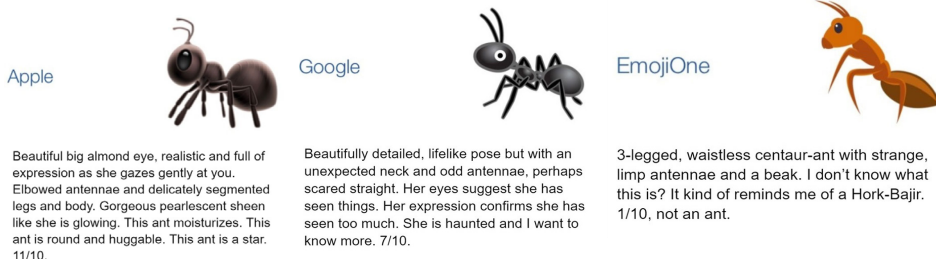 Apple
Beautiful big almond eye, realistic and full of
expression as she gazes gently at you.
Elbowed antennae and delicately segmented
legs and body. Gorgeous pearlescent sheen
like she is glowing. This ant moisturizes. This
ant is round and huggable. This ant is a star.
11/10.
Google
Beautifully detailed, lifelike pose but with an
unexpected neck and odd antennae, perhaps
scared straight. Her eyes suggest she has
seen things. Her expression confirms she has
seen too much. She is haunted and I want to
know more. 7/10.
EmojiOne
3-legged, waistless centaur-ant with strange,
limp antennae and a beak. I don’t know what
this is? It kind of reminds me of a Hork-Bajir.
1/10, not an ant.